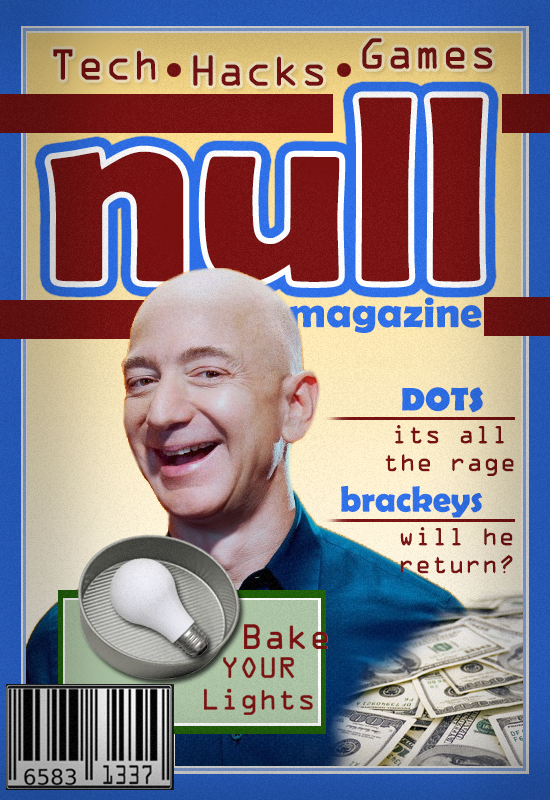 Tech•Hacks•Games
null
magazine
DOTS
its all
the rage
brackeys
will he
return?
Bake
YOUR
Lights
6583 1337